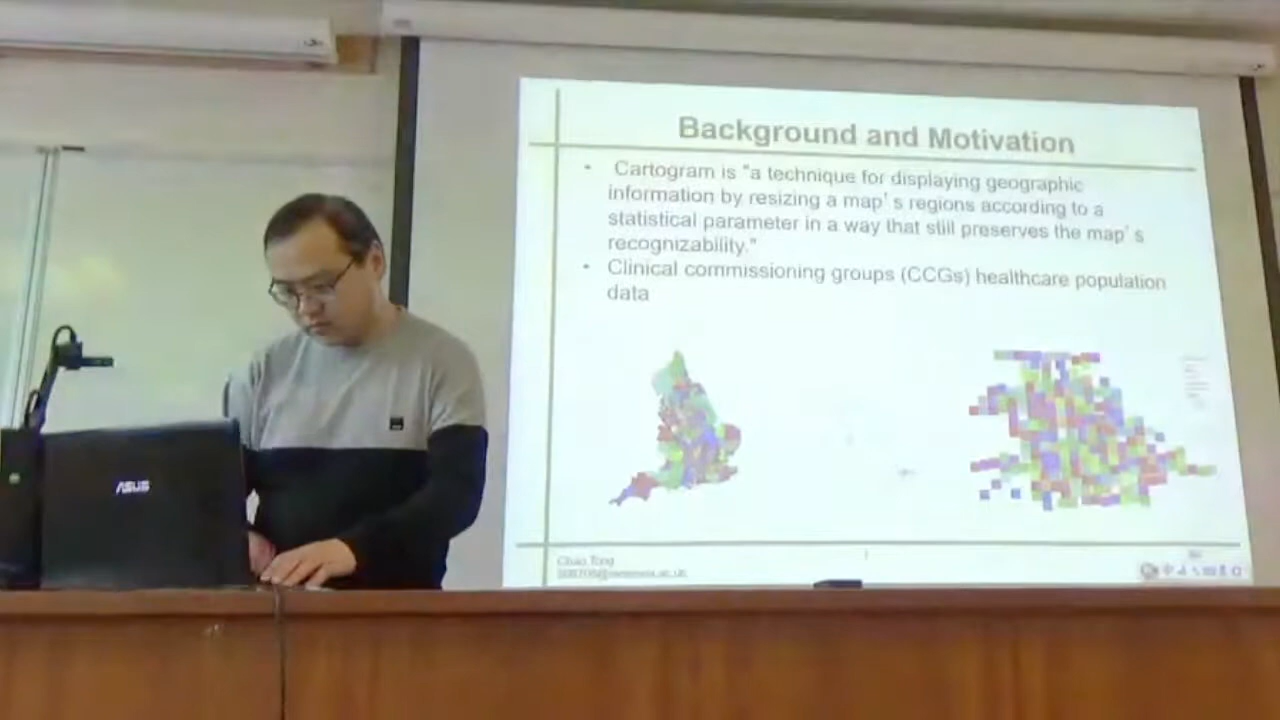 Background and Motivation
• Cartogram is "a technique for displaying geographic
information by resizing a map's regions according to a
statistical parameter in a way that still preserves the map's
recognizability."
• Clinical commissioning groups (CCGs) healthcare population
data
ASUS
Chao Tong